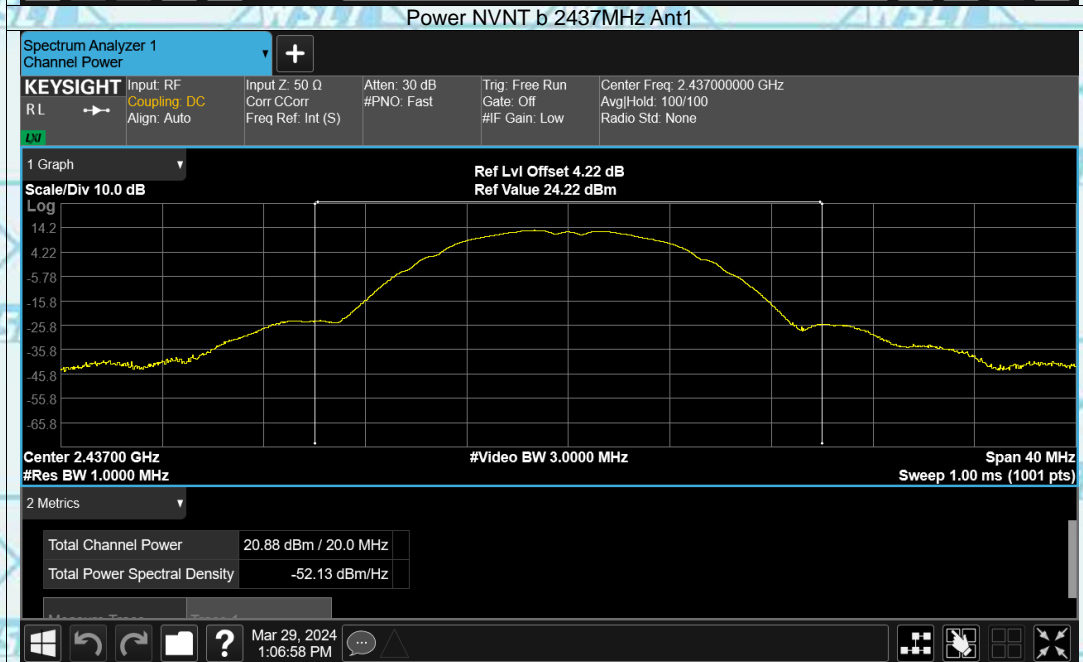 Power NVNT b 2437MHz Ant1
Spectrum Analyzer 1
Channel Power
KEYSIGHT
R L
LXI
Input: RF
Coupling: DC
Align: Auto
Input Z: 50 Ω
Corr CCorr
Freq Ref: Int (S)
Atten: 30 dB
#PNO: Fast
Trig: Free Run
Gate: Off
#IF Gain: Low
Center Freq: 2.437000000 GHz
Avg|Hold: 100/100
Radio Std: None
1 Graph
Scale/Div 10.0 dB
Ref Lvl Offset 4.22 dB
Ref Value 24.22 dBm
Log
14.2
4.22
-5.78
-15.8
-25.8
-35.8
-45.8
-55.8
-65.8
Center 2.43700 GHz
#Video BW 3.0000 MHz
Span 40 MHz
#Res BW 1.0000 MHz
Sweep 1.00 ms (1001 pts)
2 Metrics
Total Channel Power 20.88 dBm / 20.0 MHz
Total Power Spectral Density -52.13 dBm/Hz
?
Mar 29, 2024
1:06:58 PM